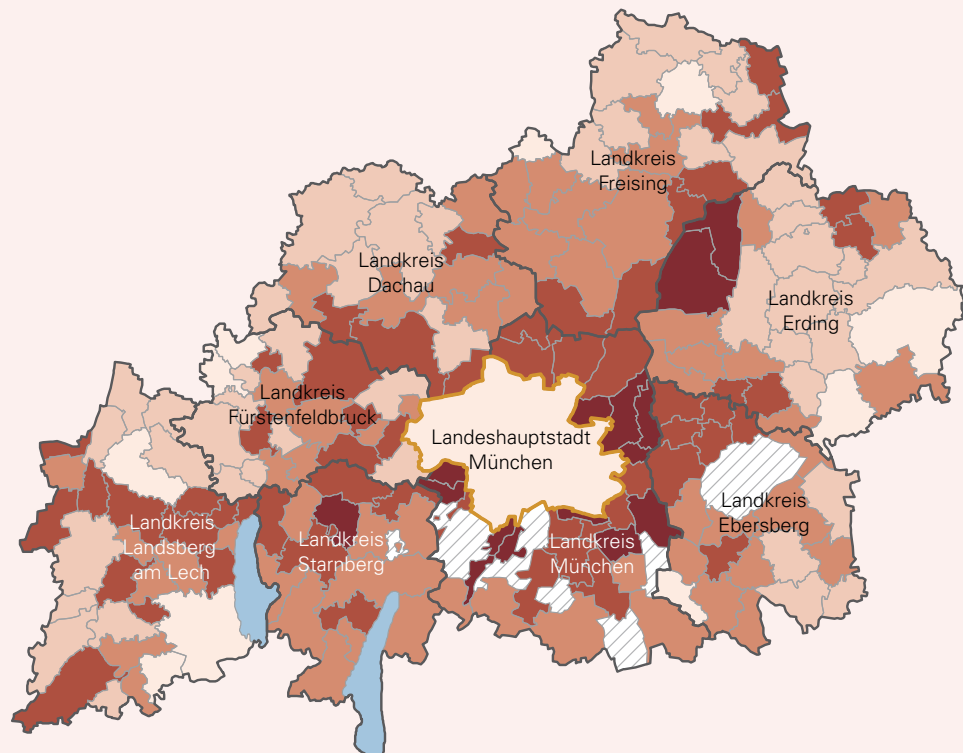 Landkreis
Freising
Landkreis
Dachau
Landkreis
Erding
Landkreis
Fürstenfeldbruck
Landeshauptstadt
München
Landkreis
Ebersberg
Landkreis
Landsberg
am Lech
Landkreis
Starnberg
Landkreis
München